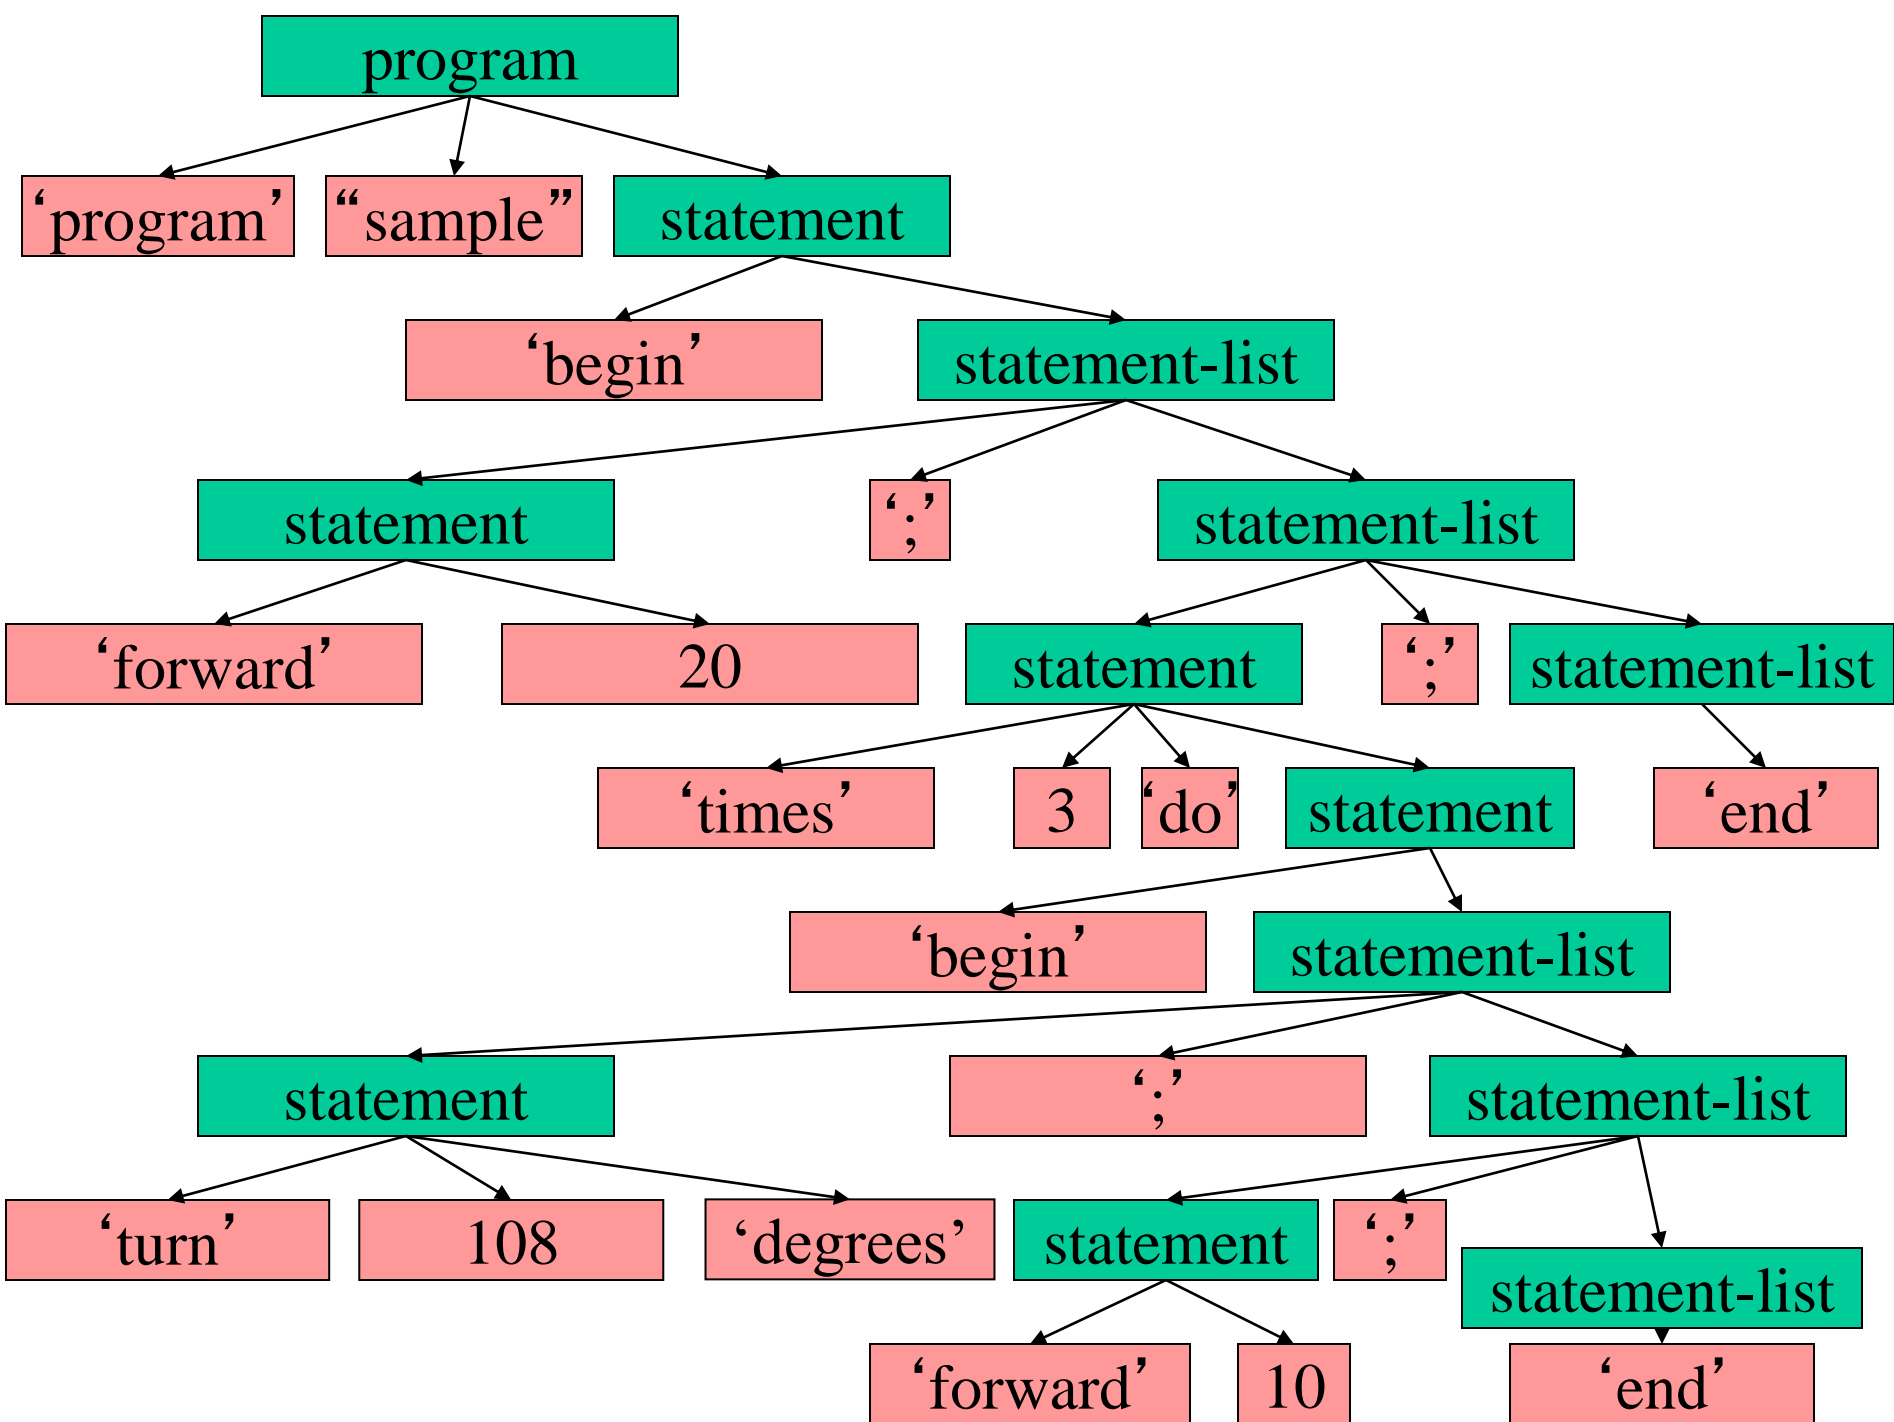 program
‘program’ “sample” statement
‘begin’ statement-list
statement ‘;’ statement-list
‘forward’ 20 statement ‘;’ statement-list
‘times’ 3 ‘do’ statement ‘end’
‘begin’ statement-list
statement ‘;’ statement-list
‘turn’ 108 ‘degrees’ statement ‘;’
statement-list
‘forward’ 10 ‘end’